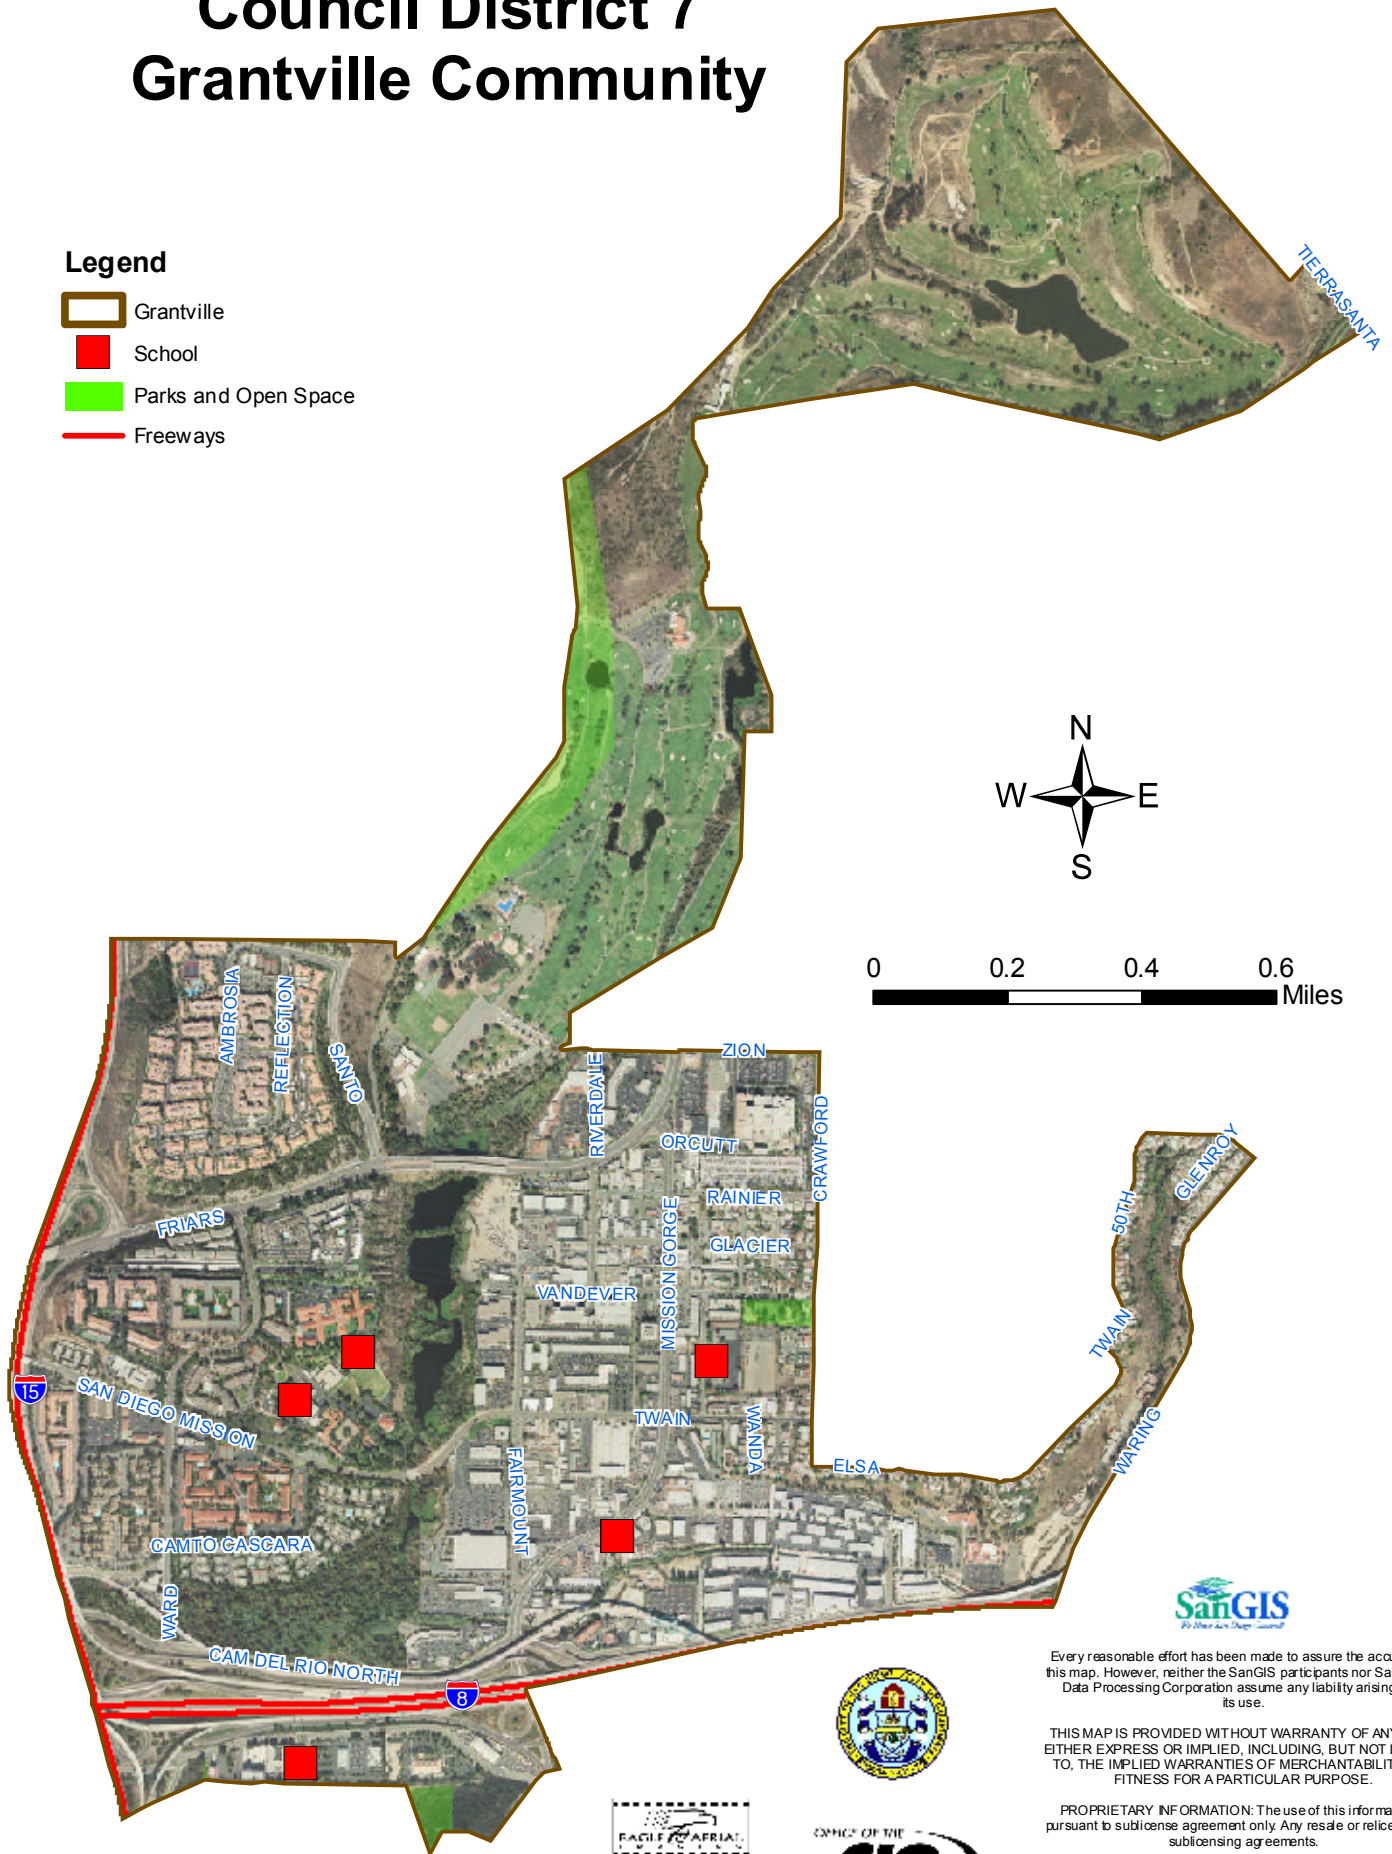 Council District 7
Grantville Community
Legend
Grantville
School
Parks and Open Space
Freeways
TIERRASANTA
N
W E
S
0 0.2 0.4 0.6
Miles
AMBROSIA
REFLECTION
SANTO
RIVERDALE
ZION
ORCUTT
CRAWFORD
RAINIER
MISSION GORGE
GLACIER
FRIARS
VANDEVER
50TH
GLENROY
TWAIN
WARING
15
SAN DIEGO MISSION
TWAIN
WANDA
ELSA
FAIRMOUNT
CAMTO CASCARA
WARD
CAM DEL RIO NORTH
8
SanGIS
Every reasonable effort has been made to assure the accu
this map. However, neither the SanGIS participants nor Sa
Data Processing Corporation assume any liability arising
its use.
THIS MAP IS PROVIDED WITHOUT WARRANTY OF ANY
EITHER EXPRESS OR IMPLIED, INCLUDING, BUT NOT
TO, THE IMPLIED WARRANTIES OF MERCHANTABILIT
FITNESS FOR A PARTICULAR PURPOSE.
PROPRIETARY INFORMATION: The use of this informa
pursuant to sublicense agreement only. Any resale or relice
sublicensing agreements.
EAGLE AERIAL
OFFICE OF THE